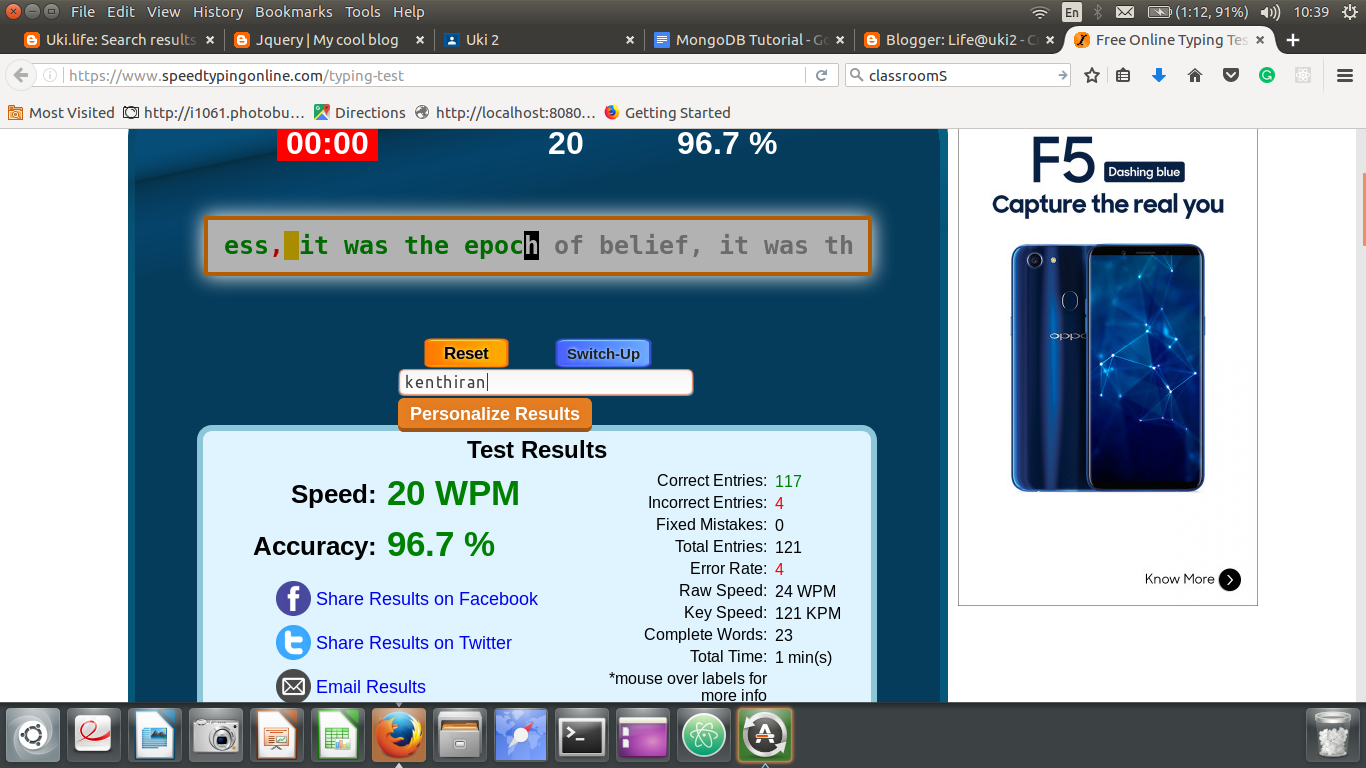 File Edit View History Bookmarks Tools Help En (1:12, 91%) 10:39
Uki.life: Search results Jquery | My cool blog Uki 2 MongoDB Tutorial - Go Blogger: Life@uki2 - Cr Free Online Typing Tes
https://www.speedtypingonline.com/typing-test classroomS
Most Visited http://i1061.photobu... Directions http://localhost:8080... Getting Started
00:00 20 96.7 %
ess, it was the epoch of belief, it was th
Reset Switch-Up
kenthiran
Personalize Results
Test Results
Speed: 20 WPM
Accuracy: 96.7 %
Share Results on Facebook
Share Results on Twitter
Email Results
Correct Entries: 117
Incorrect Entries: 4
Fixed Mistakes: 0
Total Entries: 121
Error Rate: 4
Raw Speed: 24 WPM
Key Speed: 121 KPM
Complete Words: 23
Total Time: 1 min(s)
*mouse over labels for
more info
F5 Dashing blue
Capture the real you
oppo
Know More